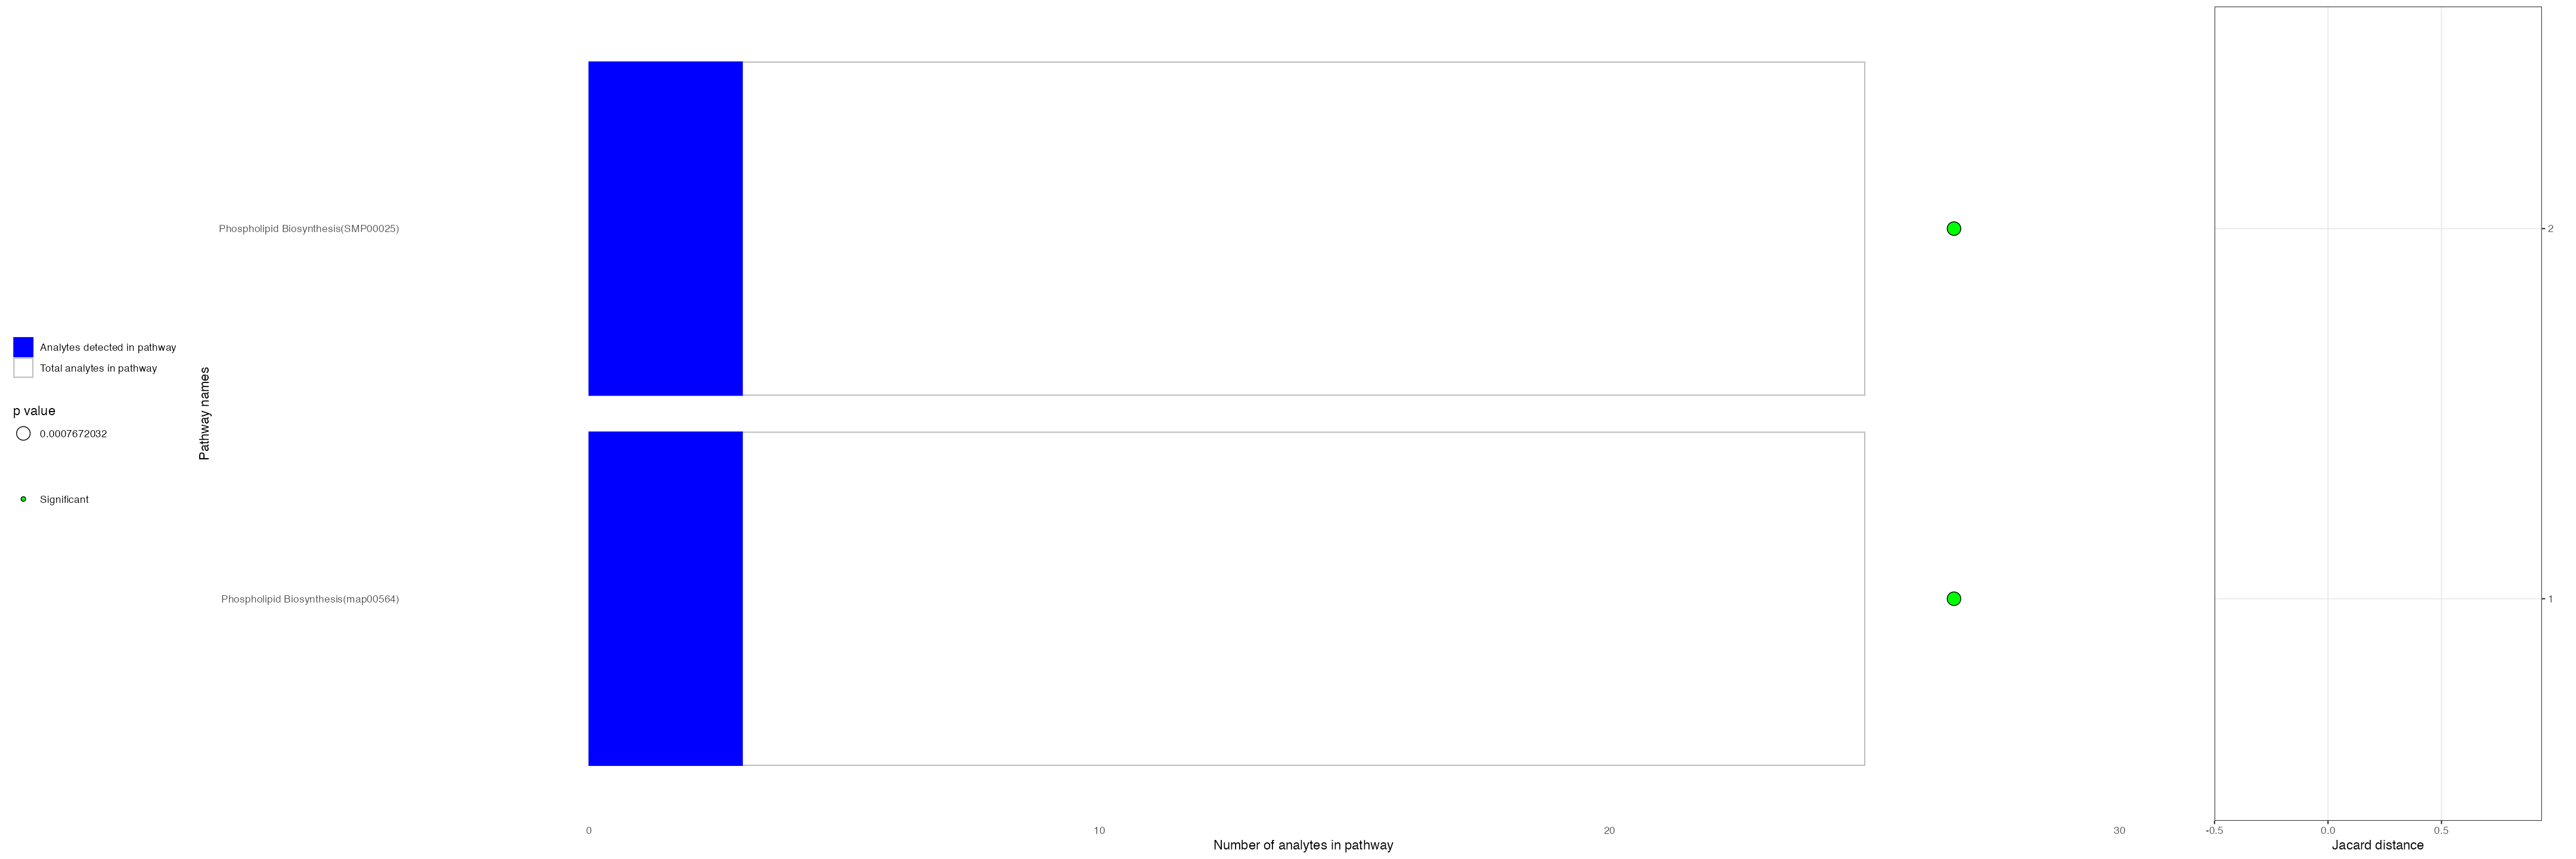 Phospholipid Biosynthesis(SMP00025)
2
Analytes detected in pathway
Total analytes in pathway
Pathway names
p value
0.0007672032
Significant
Phospholipid Biosynthesis(map00564)
1
0 10 20 30
Number of analytes in pathway
-0.5 0.0 0.5
Jacard distance